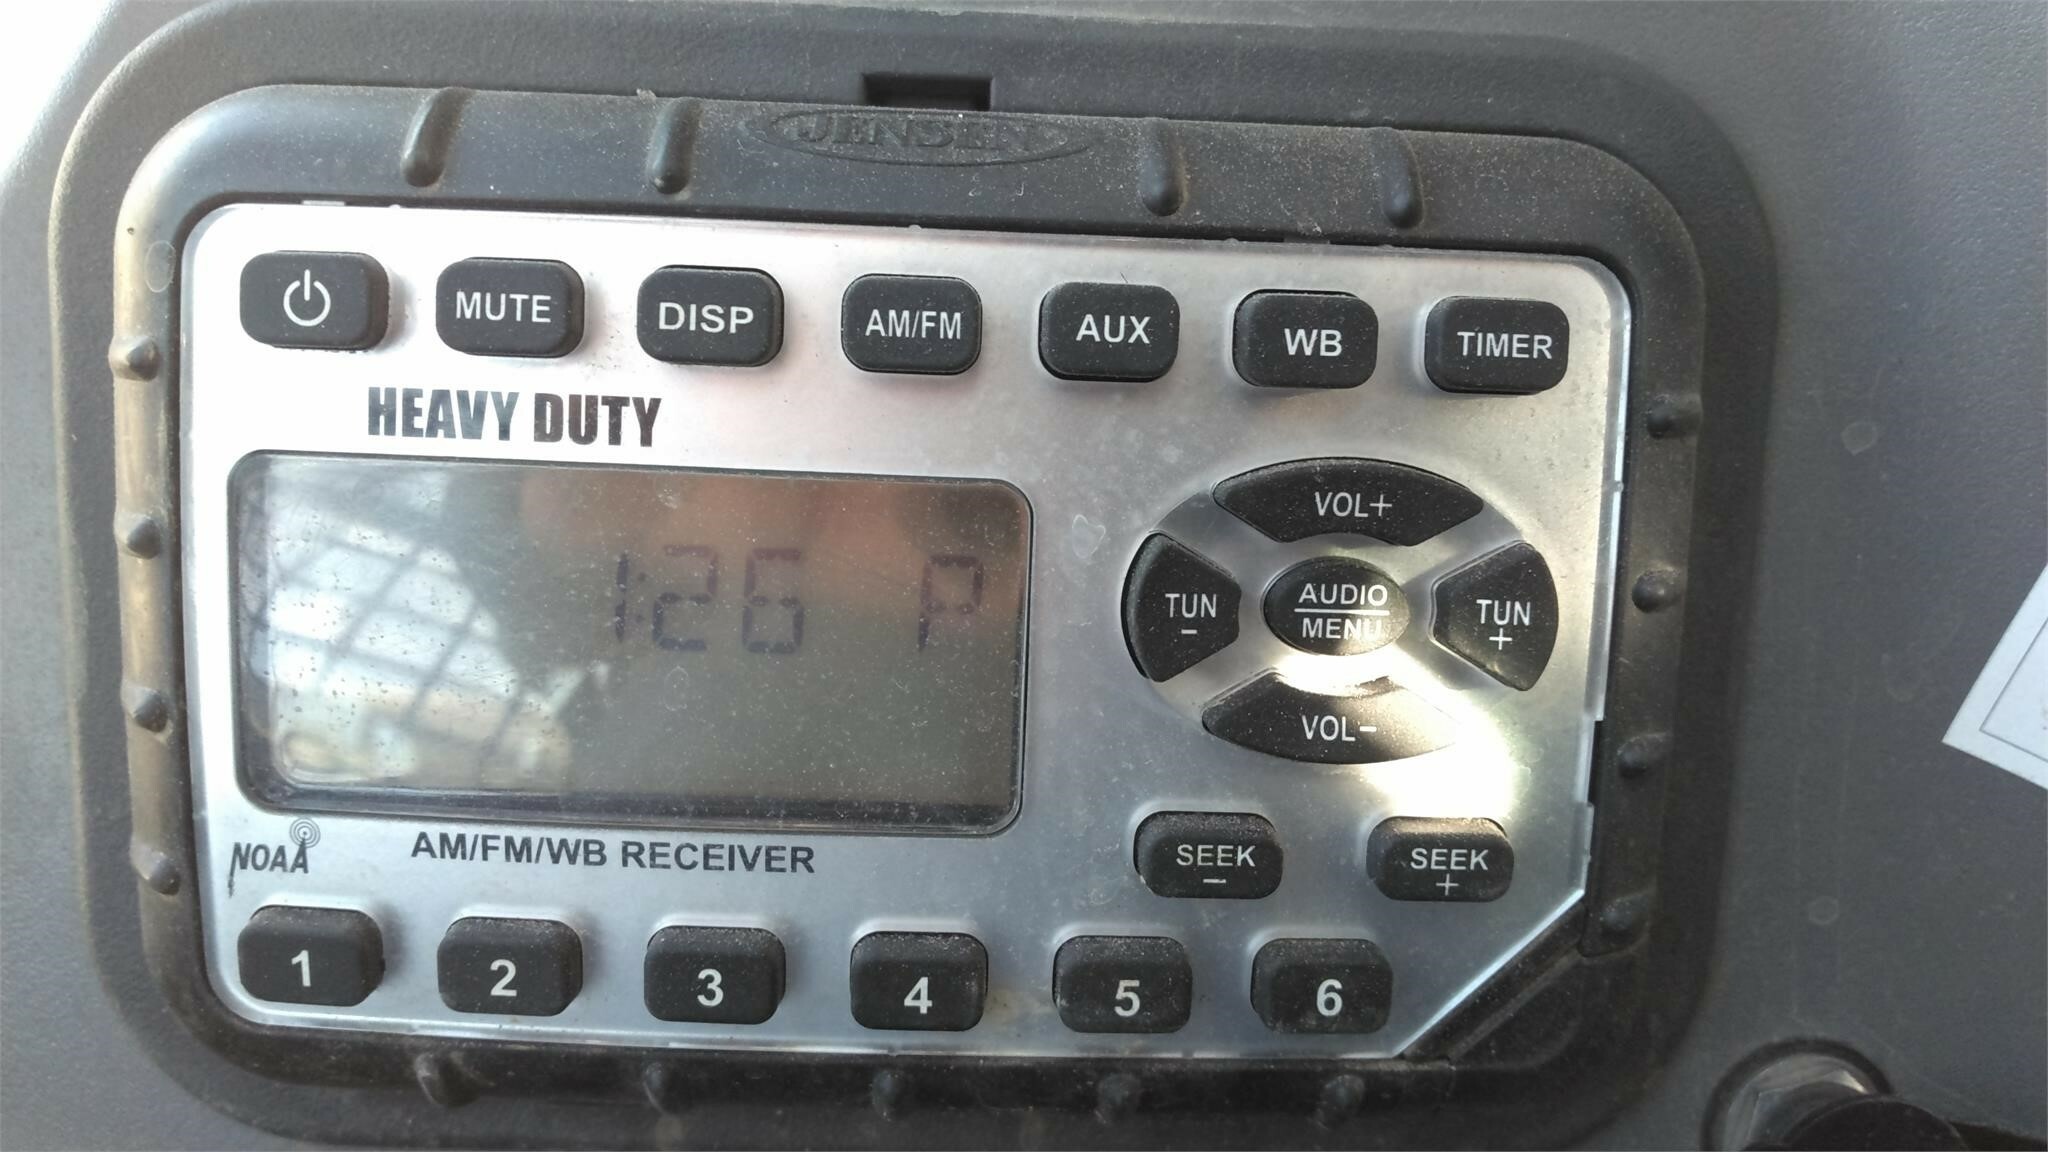 JENSEN
MUTE
DISP
AM/FM
AUX
WB
TIMER
HEAVY DUTY
1:26 P
VOL+
TUN
-
AUDIO
MENU
TUN
+
VOL-
NOAA
AM/FM/WB RECEIVER
SEEK
-
SEEK
+
1
2
3
4
5
6